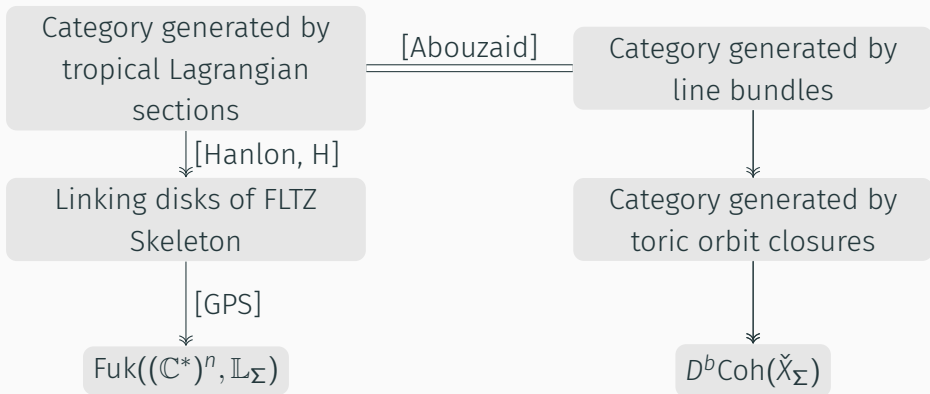 Category generated by
tropical Lagrangian
sections
[Abouzaid]
Category generated by
line bundles
[Hanlon, H]
Linking disks of FLTZ
Skeleton
Category generated by
toric orbit closures
[GPS]
Fuk((ℂ*)ⁿ, 𝕃_Σ)
DᵇCoh(X̌_Σ)